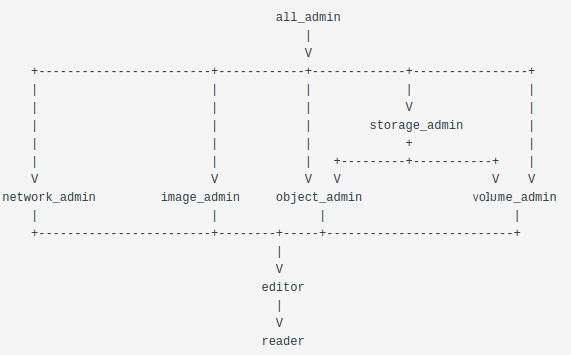 all_admin
|
V
+------------------------+------------+-------------+----------------+
| | | | |
| | | V |
| | | storage_admin |
| | | + |
| | | +---------+-----------+ |
V V V V V V
network_admin image_admin object_admin volume_admin
| | | |
+------------------------+--------+-----+--------------------------+
|
V
editor
|
V
reader